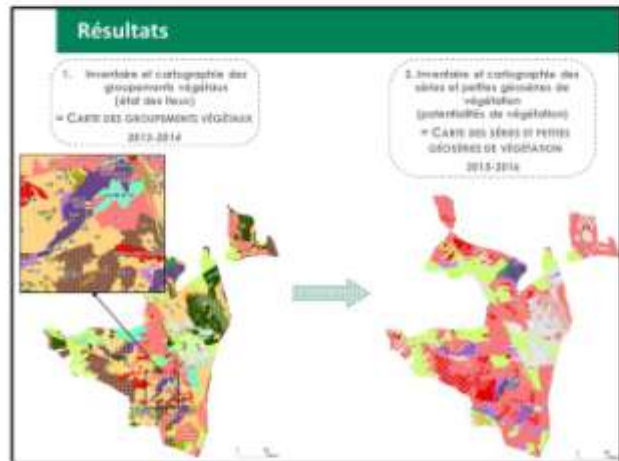 Résultats
1. Inventaire et cartographie des
groupements végétaux
(état des lieux)
= CARTE DES GROUPEMENTS VÉGÉTAUX
2013-2014
2. Inventaire et cartographie des
séries et petites géoséries de
végétation
(potentialités de végétation)
= CARTE DES SÉRIES ET PETITES
GÉOSÉRIES DE VÉGÉTATION
2015-2016